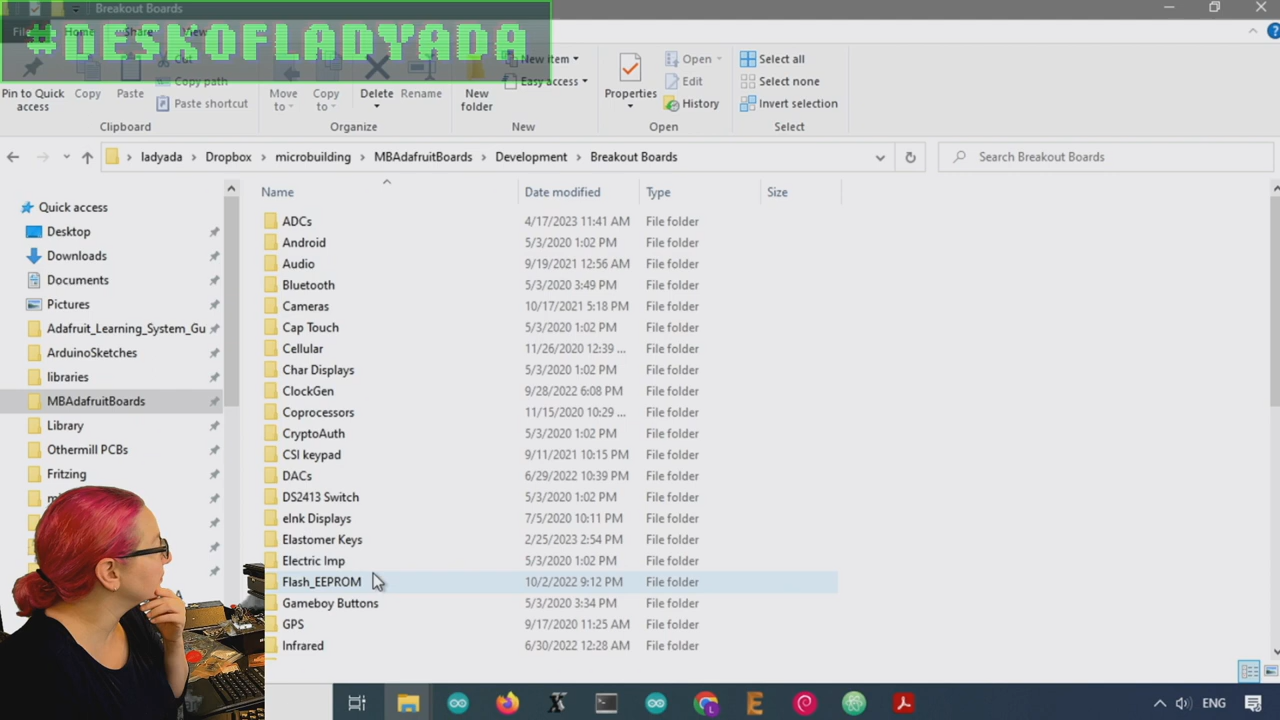 Breakout Boards
#DESKOFLADYADA
File
Home
Share
View
Pin to Quick access
Copy
Paste
Cut
Copy path
Paste shortcut
Clipboard
Move to
Copy to
Delete
Rename
Organize
New folder
New item
Easy access
New
Properties
Open
Edit
History
Open
Select all
Select none
Invert selection
Select
ladyada > Dropbox > microbuilding > MBAdafruitBoards > Development > Breakout Boards
Search Breakout Boards
Quick access
Desktop
Downloads
Documents
Pictures
Adafruit_Learning_System_Gu
ArduinoSketches
libraries
MBAdafruitBoards
Library
Othermill PCBs
Fritzing
Name Date modified Type Size
ADCs 4/17/2023 11:41 AM File folder
Android 5/3/2020 1:02 PM File folder
Audio 9/19/2021 12:56 AM File folder
Bluetooth 5/3/2020 3:49 PM File folder
Cameras 10/17/2021 5:18 PM File folder
Cap Touch 5/3/2020 1:02 PM File folder
Cellular 11/26/2020 12:39 ... File folder
Char Displays 5/3/2020 1:02 PM File folder
ClockGen 9/28/2022 6:08 PM File folder
Coprocessors 11/15/2020 10:29 ... File folder
CryptoAuth 5/3/2020 1:02 PM File folder
CSI keypad 9/11/2021 10:15 PM File folder
DACs 6/29/2022 10:39 PM File folder
DS2413 Switch 5/3/2020 1:02 PM File folder
eInk Displays 7/5/2020 10:11 PM File folder
Elastomer Keys 2/25/2023 2:54 PM File folder
Electric Imp 5/3/2020 1:02 PM File folder
Flash_EEPROM 10/2/2022 9:12 PM File folder
Gameboy Buttons 5/3/2020 3:34 PM File folder
GPS 9/17/2020 11:25 AM File folder
Infrared 6/30/2022 12:28 AM File folder
ENG